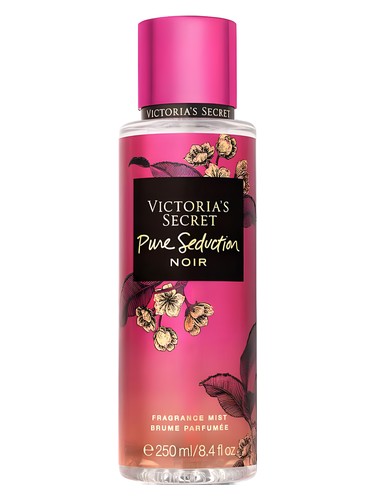 VICTORIA'S SECRET
VICTORIA'S
SECRET
Pure Seduction
NOIR
FRAGRANCE MIST
BRUME PARFUMÉE
℮ 250 ml/8.4 fl oz